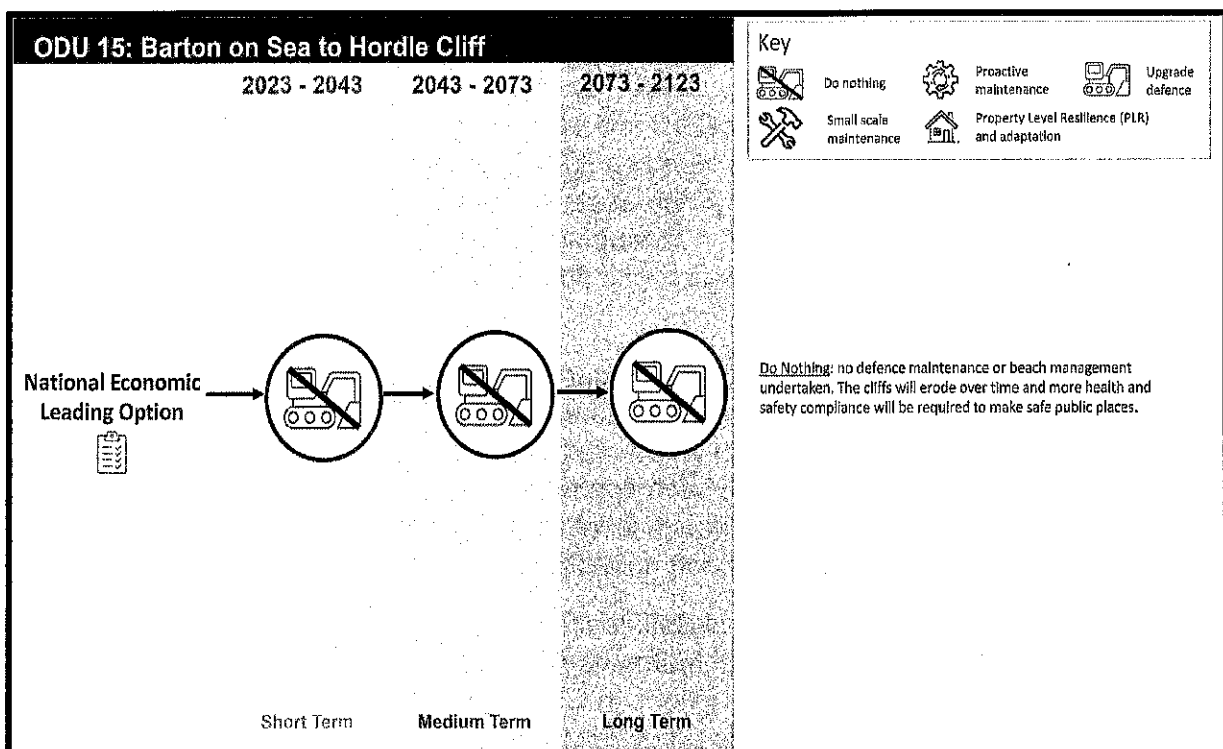 ODU 15: Barton on Sea to Hordle Cliff
2023 - 2043
2043 - 2073
2073 - 2123
Key
Do nothing
Proactive
maintenance
Upgrade
defence
Small scale
maintenance
Property Level Resilience (PLR)
and adaptation
National Economic
Leading Option
Do Nothing: no defence maintenance or beach management
undertaken. The cliffs will erode over time and more health and
safety compliance will be required to make safe public places.
Short Term
Medium Term
Long Term